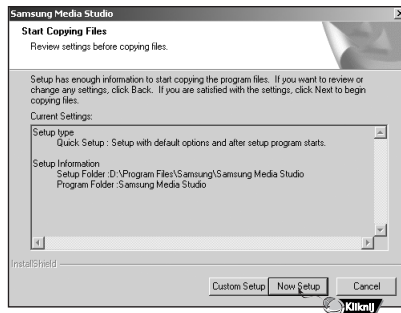 Samsung Media Studio
Start Copying Files
Review settings before copying files.
Setup has enough information to start copying the program files. If you want to review or
change any settings, click Back. If you are satisfied with the settings, click Next to begin
copying files.
Current Settings:
Setup type
Quick Setup : Setup with default options and after setup program starts.
Setup Information
Setup Folder :D:\Program Files\Samsung\Samsung Media Studio
Program Folder :Samsung Media Studio
InstallShield
Custom Setup Now Setup Cancel
Kliknij